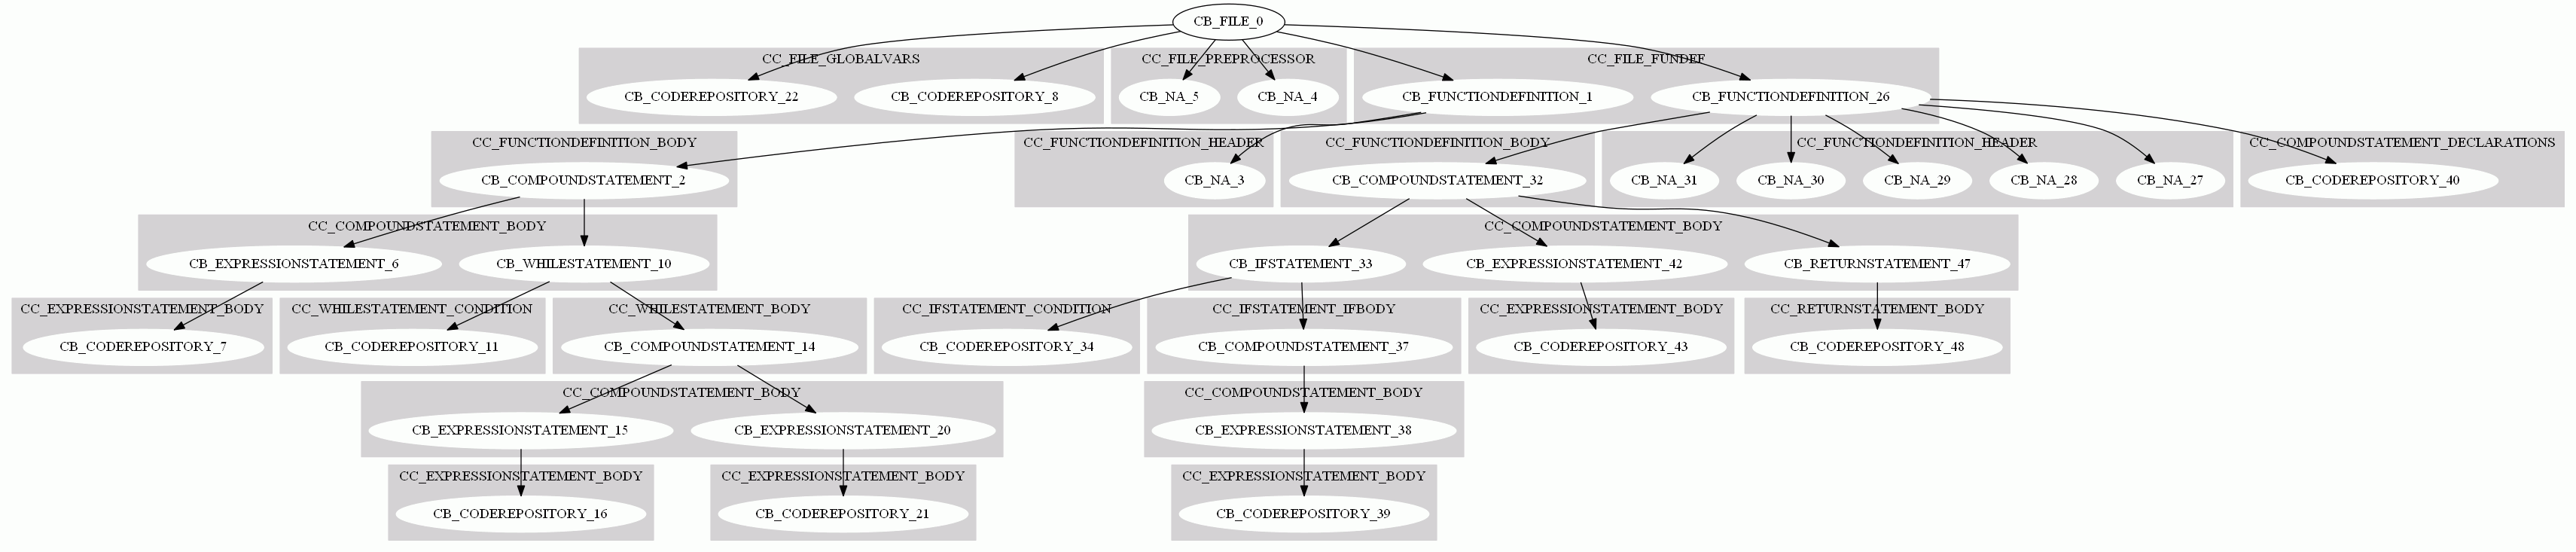 CB_FILE_0
CC_FILE_GLOBALVARS
CC_FILE_PREPROCESSOR
CC_FILE_FUNDEF
CB_CODEREPOSITORY_22
CB_CODEREPOSITORY_8
CB_NA_5
CB_NA_4
CB_FUNCTIONDEFINITION_1
CB_FUNCTIONDEFINITION_26
CC_FUNCTIONDEFINITION_BODY
CC_FUNCTIONDEFINITION_HEADER
CC_FUNCTIONDEFINITION_BODY
CC_FUNCTIONDEFINITION_HEADER
CC_COMPOUNDSTATEMENT_DECLARATIONS
CB_COMPOUNDSTATEMENT_2
CB_NA_3
CB_COMPOUNDSTATEMENT_32
CB_NA_31
CB_NA_30
CB_NA_29
CB_NA_28
CB_NA_27
CB_CODEREPOSITORY_40
CC_COMPOUNDSTATEMENT_BODY
CC_COMPOUNDSTATEMENT_BODY
CB_EXPRESSIONSTATEMENT_6
CB_WHILESTATEMENT_10
CB_IFSTATEMENT_33
CB_EXPRESSIONSTATEMENT_42
CB_RETURNSTATEMENT_47
CC_EXPRESSIONSTATEMENT_BODY
CC_WHILESTATEMENT_CONDITION
CC_WHILESTATEMENT_BODY
CC_IFSTATEMENT_CONDITION
CC_IFSTATEMENT_IFBODY
CC_EXPRESSIONSTATEMENT_BODY
CC_RETURNSTATEMENT_BODY
CB_CODEREPOSITORY_7
CB_CODEREPOSITORY_11
CB_COMPOUNDSTATEMENT_14
CB_CODEREPOSITORY_34
CB_COMPOUNDSTATEMENT_37
CB_CODEREPOSITORY_43
CB_CODEREPOSITORY_48
CC_COMPOUNDSTATEMENT_BODY
CC_COMPOUNDSTATEMENT_BODY
CB_EXPRESSIONSTATEMENT_15
CB_EXPRESSIONSTATEMENT_20
CB_EXPRESSIONSTATEMENT_38
CC_EXPRESSIONSTATEMENT_BODY
CC_EXPRESSIONSTATEMENT_BODY
CC_EXPRESSIONSTATEMENT_BODY
CB_CODEREPOSITORY_16
CB_CODEREPOSITORY_21
CB_CODEREPOSITORY_39